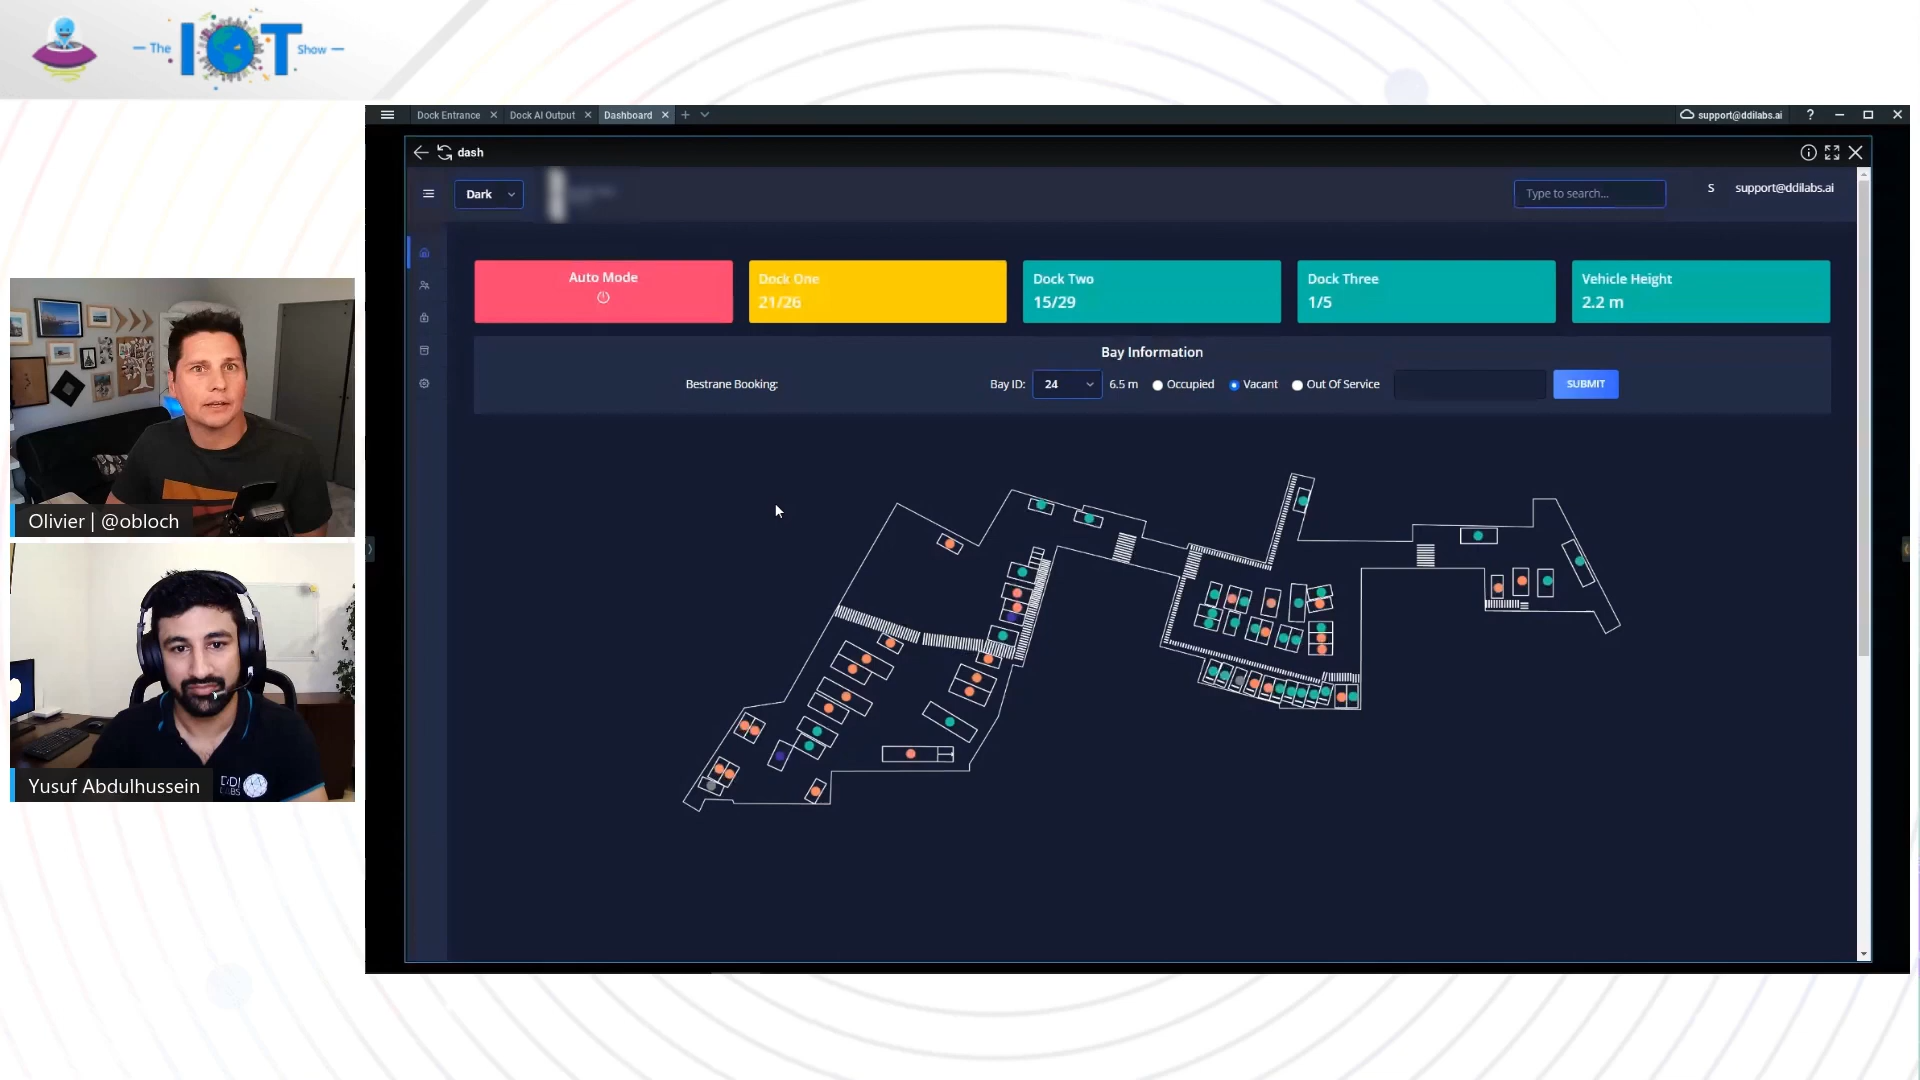 The IOT Show
Dock Entrance
Dock AI Output
Dashboard
support@ddilabs.ai
dash
Dark
Type to search...
S
support@ddilabs.ai
Auto Mode
Dock One
21/26
Dock Two
15/29
Dock Three
1/5
Vehicle Height
2.2 m
Bay Information
Bestrane Booking:
Bay ID:
24
6.5 m
Occupied
Vacant
Out Of Service
SUBMIT
Olivier | @obloch
DDI
LABS
Yusuf Abdulhussein